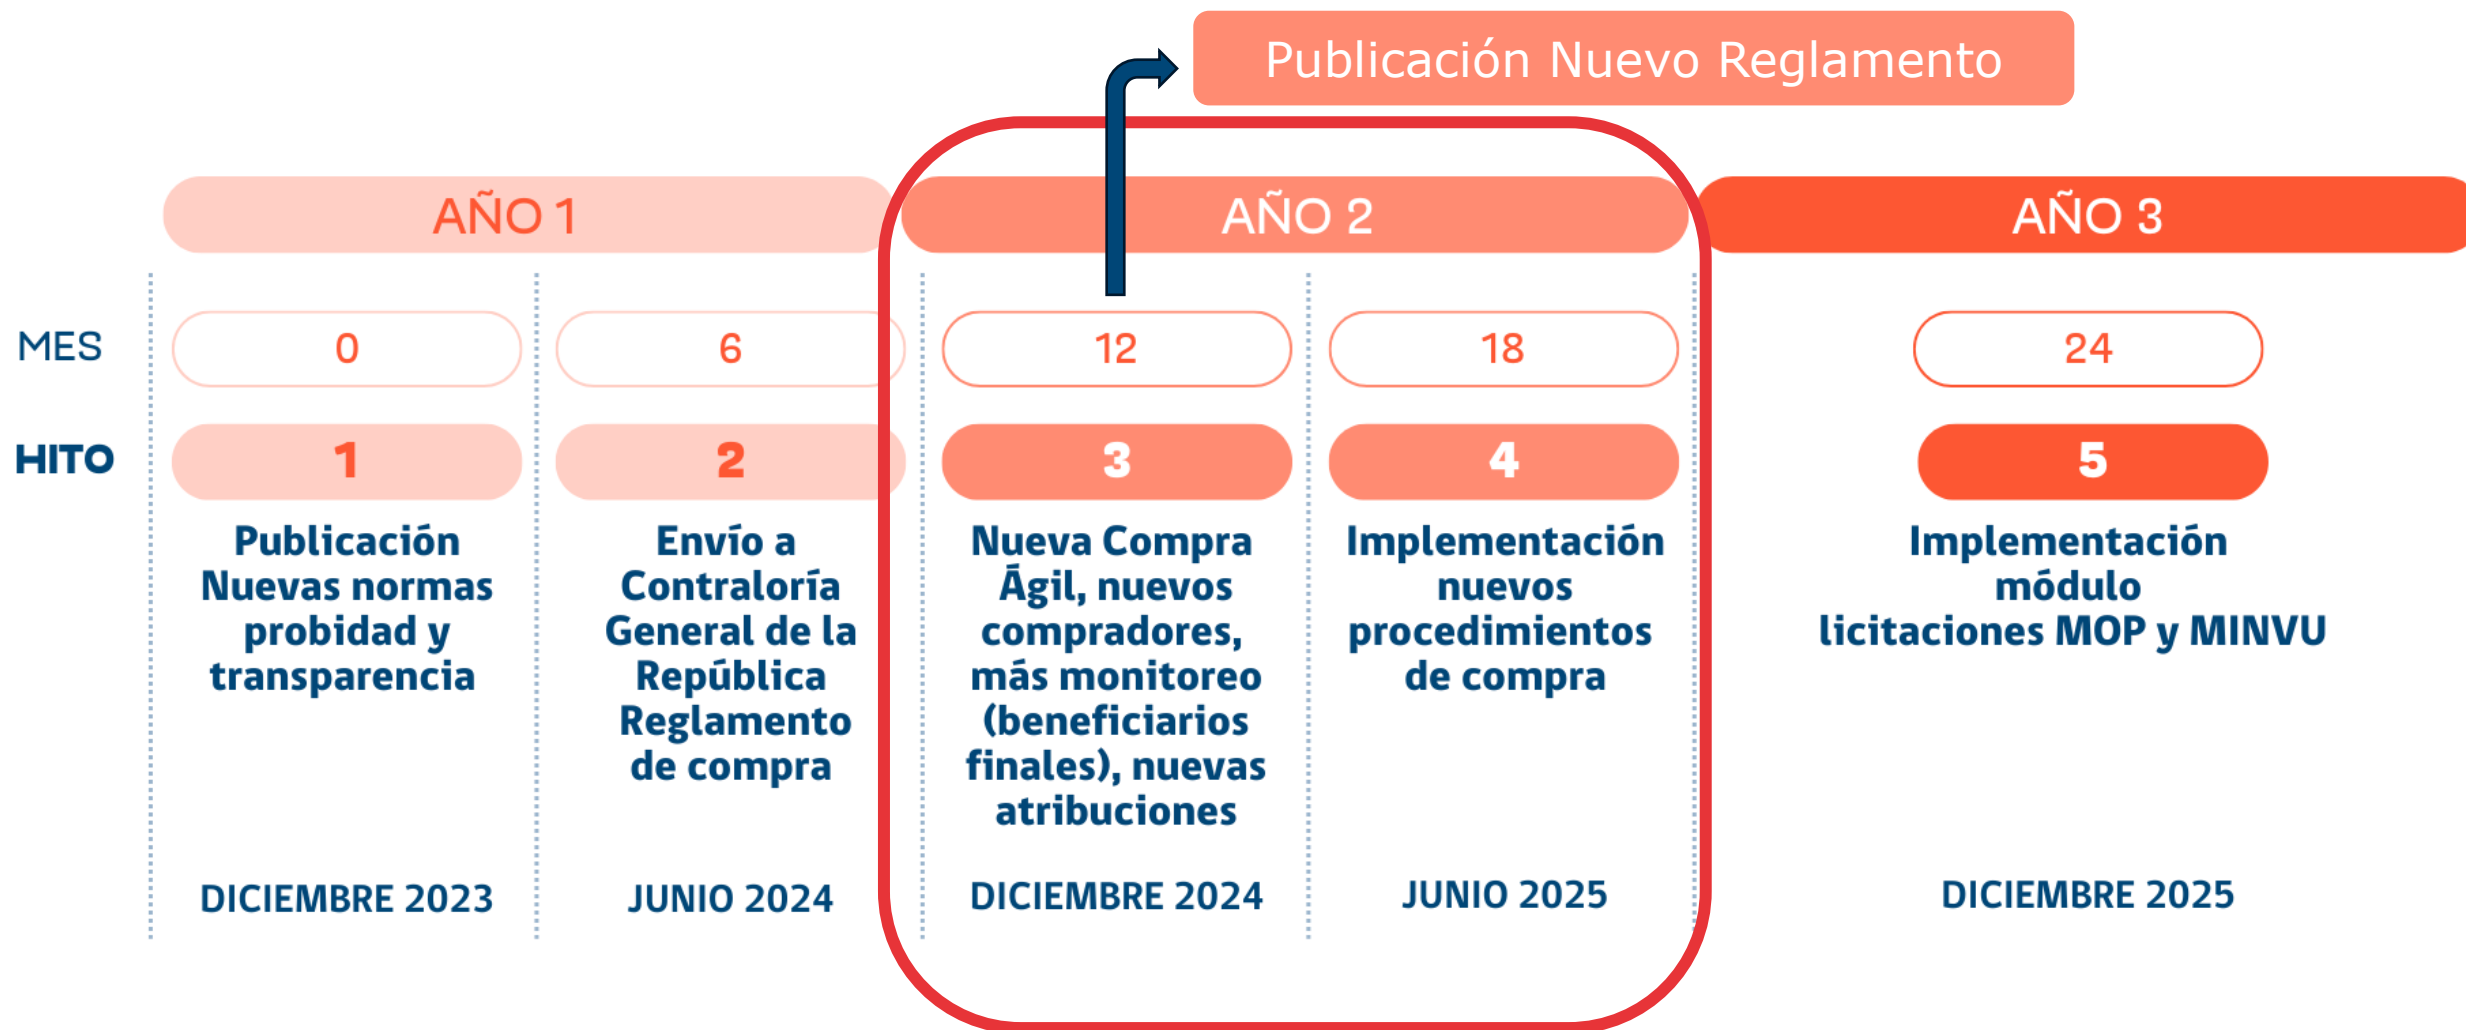 Publicación Nuevo Reglamento
AÑO 1
AÑO 2
AÑO 3
MES
0
6
12
18
24
HITO
1
2
3
4
5
Publicación
Nuevas normas
probidad y
transparencia
DICIEMBRE 2023
Envío a
Contraloría
General de la
República
Reglamento
de compra
JUNIO 2024
Nueva Compra
Ágil, nuevos
compradores,
más monitoreo
(beneficiarios
finales), nuevas
atribuciones
DICIEMBRE 2024
Implementación
nuevos
procedimientos
de compra
JUNIO 2025
Implementación
módulo
licitaciones MOP y MINVU
DICIEMBRE 2025